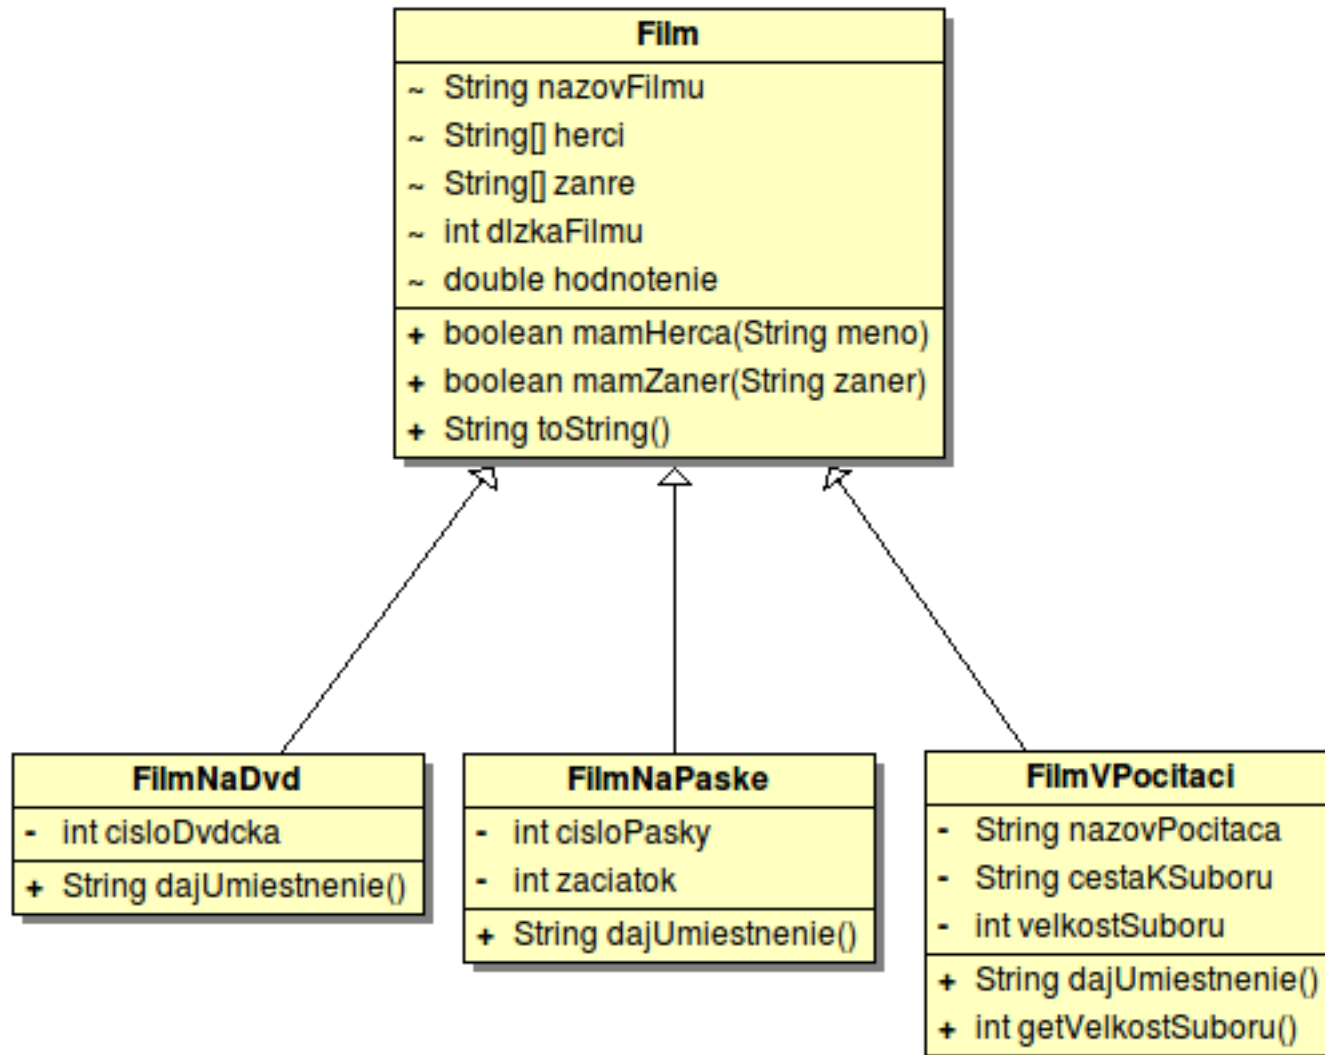 Film
~ String nazovFilmu
~ String[] herci
~ String[] zanre
~ int dlzkaFilmu
~ double hodnotenie
+ boolean mamHerca(String meno)
+ boolean mamZaner(String zaner)
+ String toString()
FilmNaDvd
- int cisloDvdcka
+ String dajUmiestnenie()
FilmNaPaske
- int cisloPasky
- int zaciatok
+ String dajUmiestnenie()
FilmVPocitaci
- String nazovPocitaca
- String cestaKSuboru
- int velkostSuboru
+ String dajUmiestnenie()
+ int getVelkostSuboru()